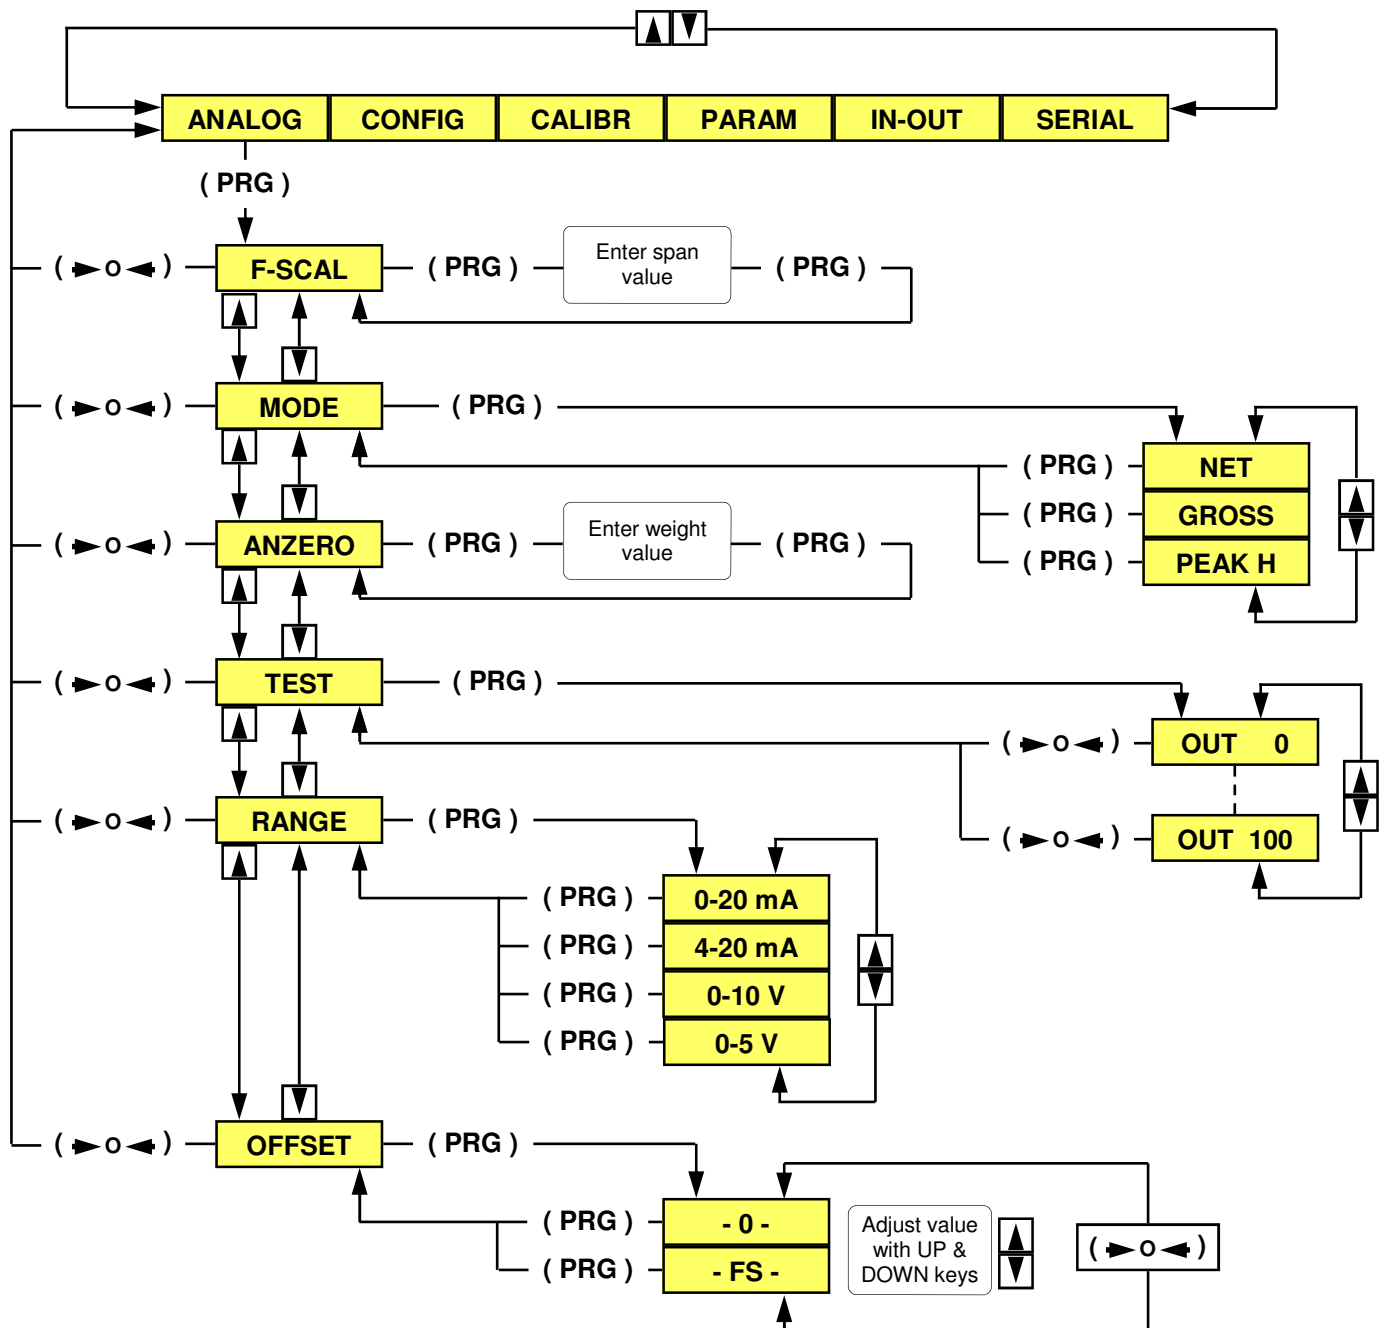 ANALOG CONFIG CALIBR PARAM IN-OUT SERIAL
( PRG )
( ►O◄ ) F-SCAL ( PRG ) Enter span ( PRG )
value
( ►O◄ ) MODE ( PRG )
( PRG ) NET
( PRG ) GROSS
( PRG ) PEAK H
( ►O◄ ) ANZERO ( PRG ) Enter weight ( PRG )
value
( ►O◄ ) TEST ( PRG )
( ►O◄ ) OUT 0
( ►O◄ ) OUT 100
( ►O◄ ) RANGE ( PRG )
( PRG ) 0-20 mA
( PRG ) 4-20 mA
( PRG ) 0-10 V
( PRG ) 0-5 V
( ►O◄ ) OFFSET ( PRG )
( PRG ) - 0 -
( PRG ) - FS -
Adjust value
with UP &
DOWN keys
( ►O◄ )